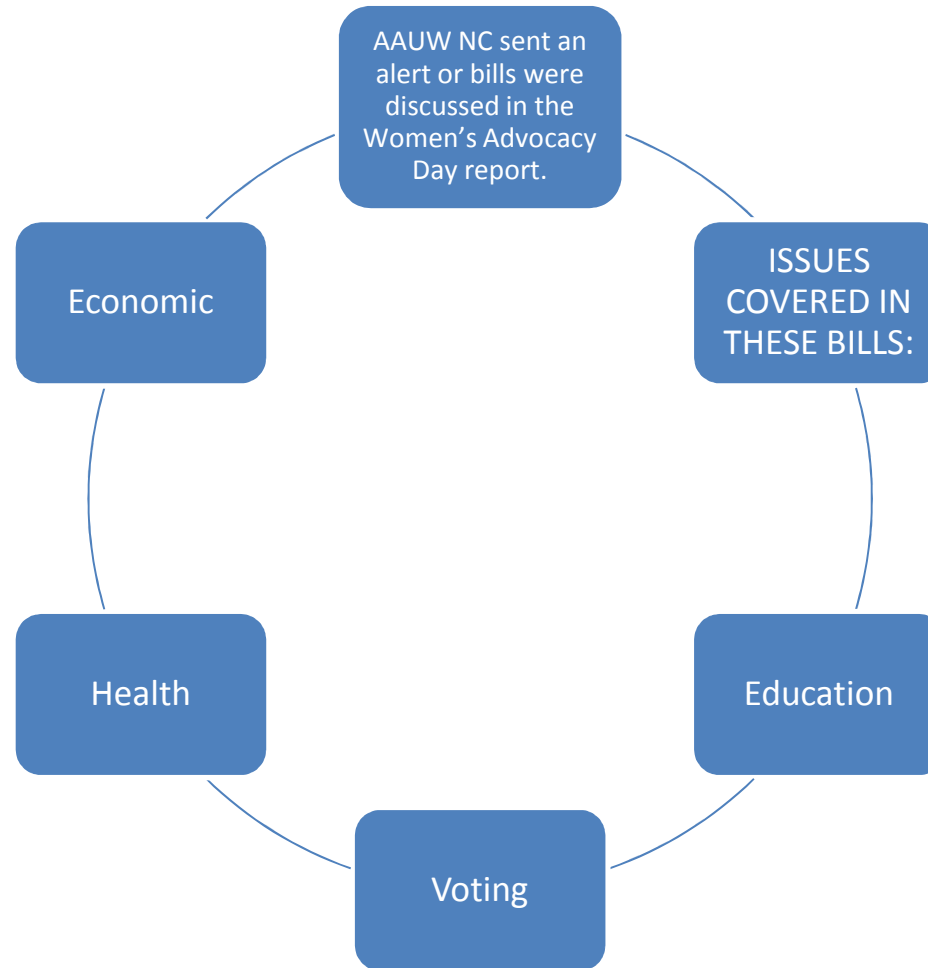 AAUW NC sent an
alert or bills were
discussed in the
Women’s Advocacy
Day report.
ISSUES
COVERED IN
THESE BILLS:
Education
Voting
Health
Economic